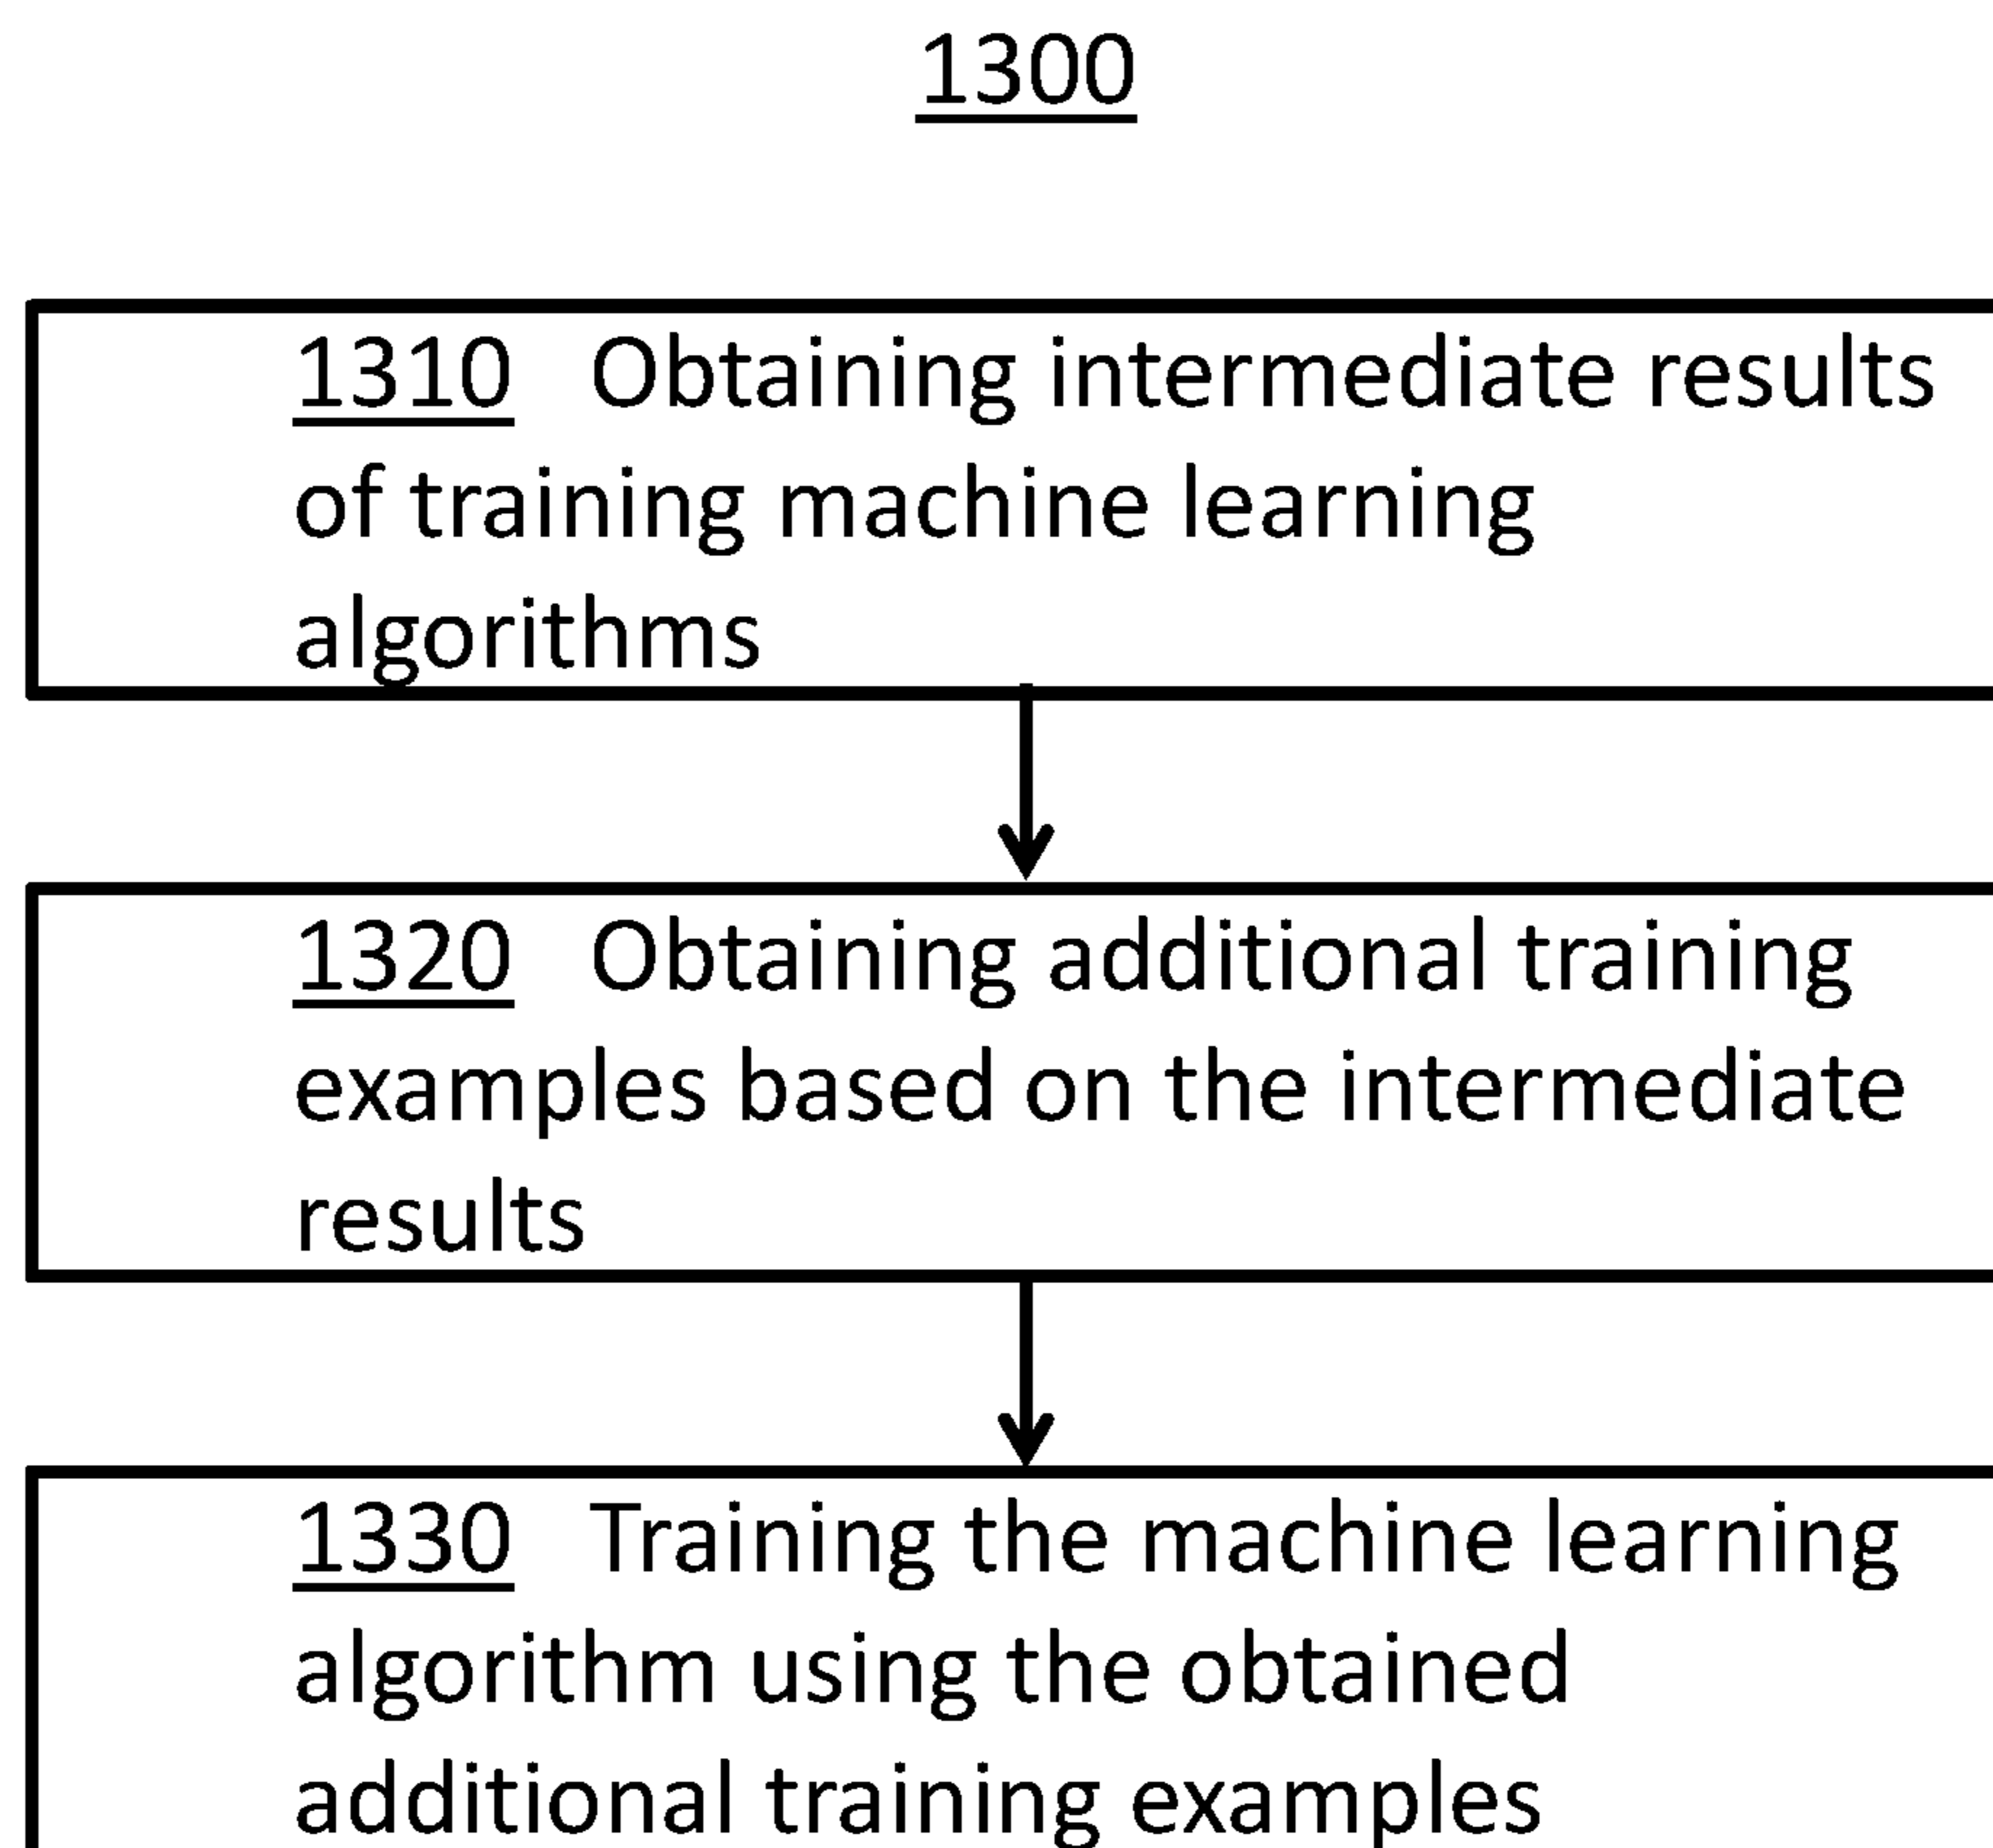 1300
1310 Obtaining intermediate results
of training machine learning
algorithms
1320 Obtaining additional training
examples based on the intermediate
results
1330 Training the machine learning
algorithm using the obtained
additional training examples